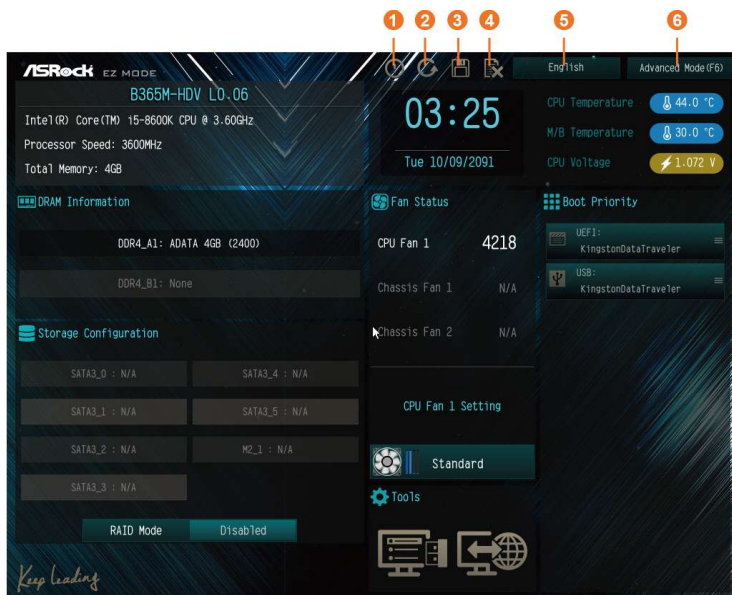 1 2 3 4 5 6
ASRock EZ MODE
English
Advanced Mode(F6)
B365M-HDV L0.06
Intel(R) Core(TM) i5-8600K CPU @ 3.60GHz
Processor Speed: 3600MHz
Total Memory: 4GB
03:25
Tue 10/09/2091
CPU Temperature 44.0 °C
M/B Temperature 30.0 °C
CPU Voltage 1.072 V
DRAM Information
DDR4_A1: ADATA 4GB (2400)
DDR4_B1: None
Storage Configuration
SATA3_0 : N/A
SATA3_4 : N/A
SATA3_1 : N/A
SATA3_5 : N/A
SATA3_2 : N/A
M2_1 : N/A
SATA3_3 : N/A
RAID Mode Disabled
Keep Leading
Fan Status
CPU Fan 1 4218
Chassis Fan 1 N/A
Chassis Fan 2 N/A
CPU Fan 1 Setting
Standard
Tools
Boot Priority
UEFI:
KingstonDataTraveler
USB:
KingstonDataTraveler